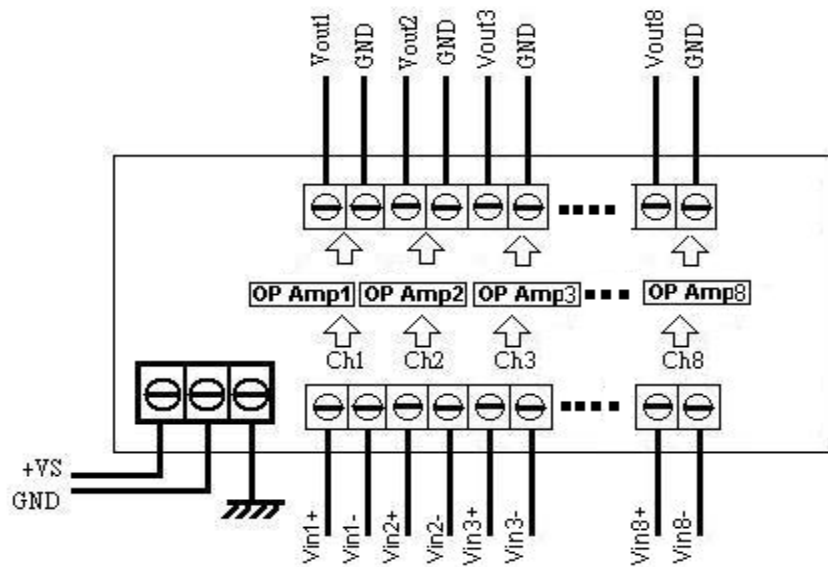 Vout1 GND Vout2 GND Vout3 GND Vout8 GND
OP Amp1 OP Amp2 OP Amp3 OP Amp8
Ch1 Ch2 Ch3 Ch8
+VS
GND
Vin1+ Vin1- Vin2+ Vin2- Vin3+ Vin3- Vin8+ Vin8-